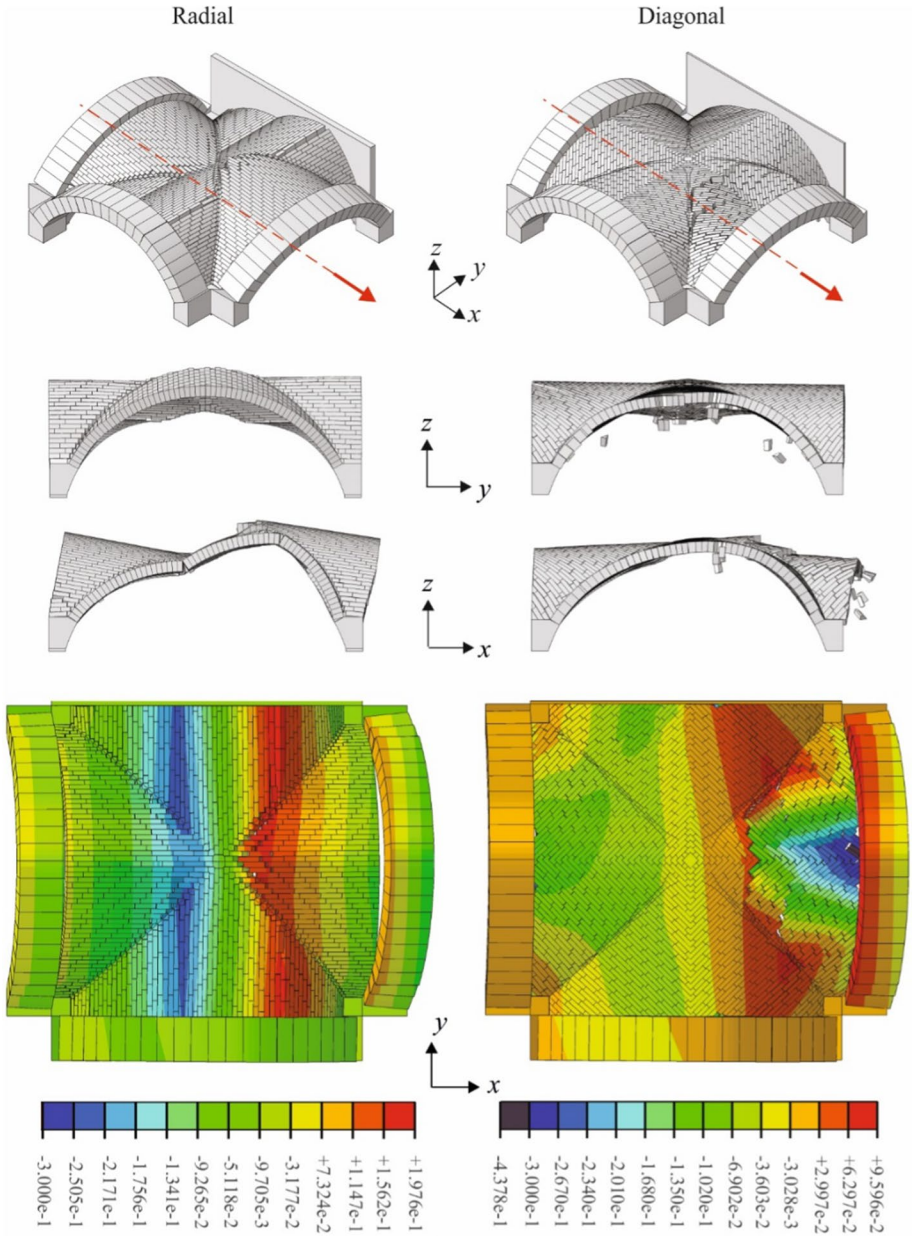 Radial
Diagonal
z
y
x
z
y
z
x
y
x
-3.000e-1
-2.505e-1
-2.171e-1
-1.756e-1
-1.341e-1
-9.265e-2
-5.118e-2
-9.705e-3
-3.177e-2
+7.324e-2
+1.147e-1
+1.562e-1
+1.976e-1
-4.378e-1
-3.000e-1
-2.670e-1
-2.340e-1
-2.010e-1
-1.680e-1
-1.350e-1
-1.020e-1
-6.902e-2
-3.603e-2
-3.028e-3
+2.997e-2
+6.297e-2
+9.596e-2